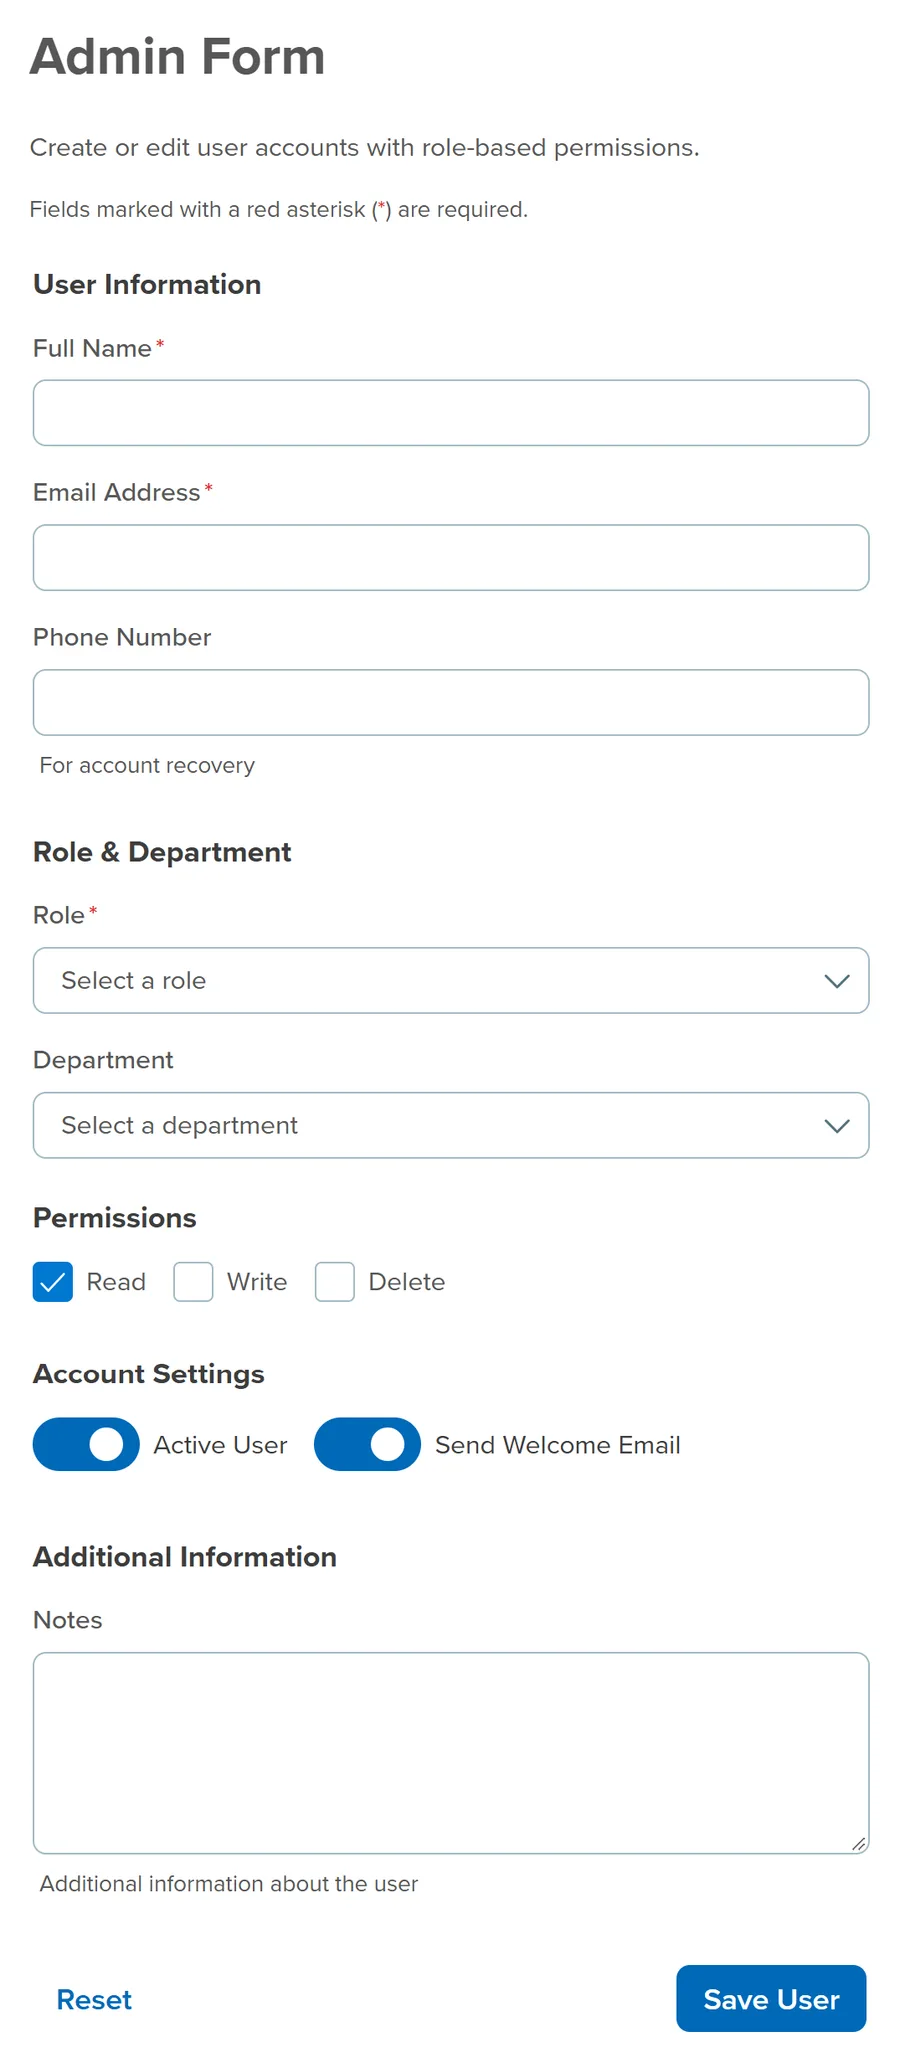 Admin Form
Create or edit user accounts with role-based permissions.
Fields marked with a red asterisk (*) are required.
User Information
Full Name*
Email Address*
Phone Number
For account recovery
Role & Department
Role*
Select a role
Department
Select a department
Permissions
Read Write Delete
Account Settings
Active User Send Welcome Email
Additional Information
Notes
Additional information about the user
Reset Save User